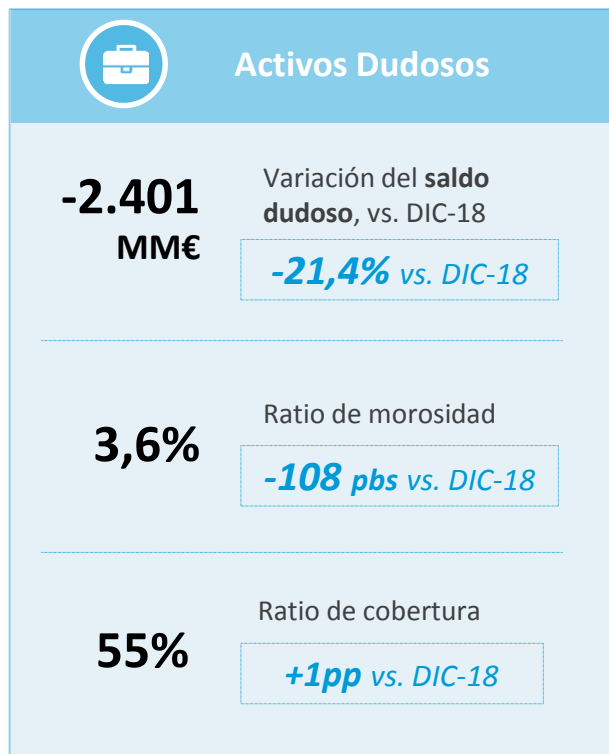 Activos Dudosos
-2.401
MM€
Variación del saldo
dudoso, vs. DIC-18
-21,4% vs. DIC-18
3,6%
Ratio de morosidad
-108 pbs vs. DIC-18
55%
Ratio de cobertura
+1pp vs. DIC-18